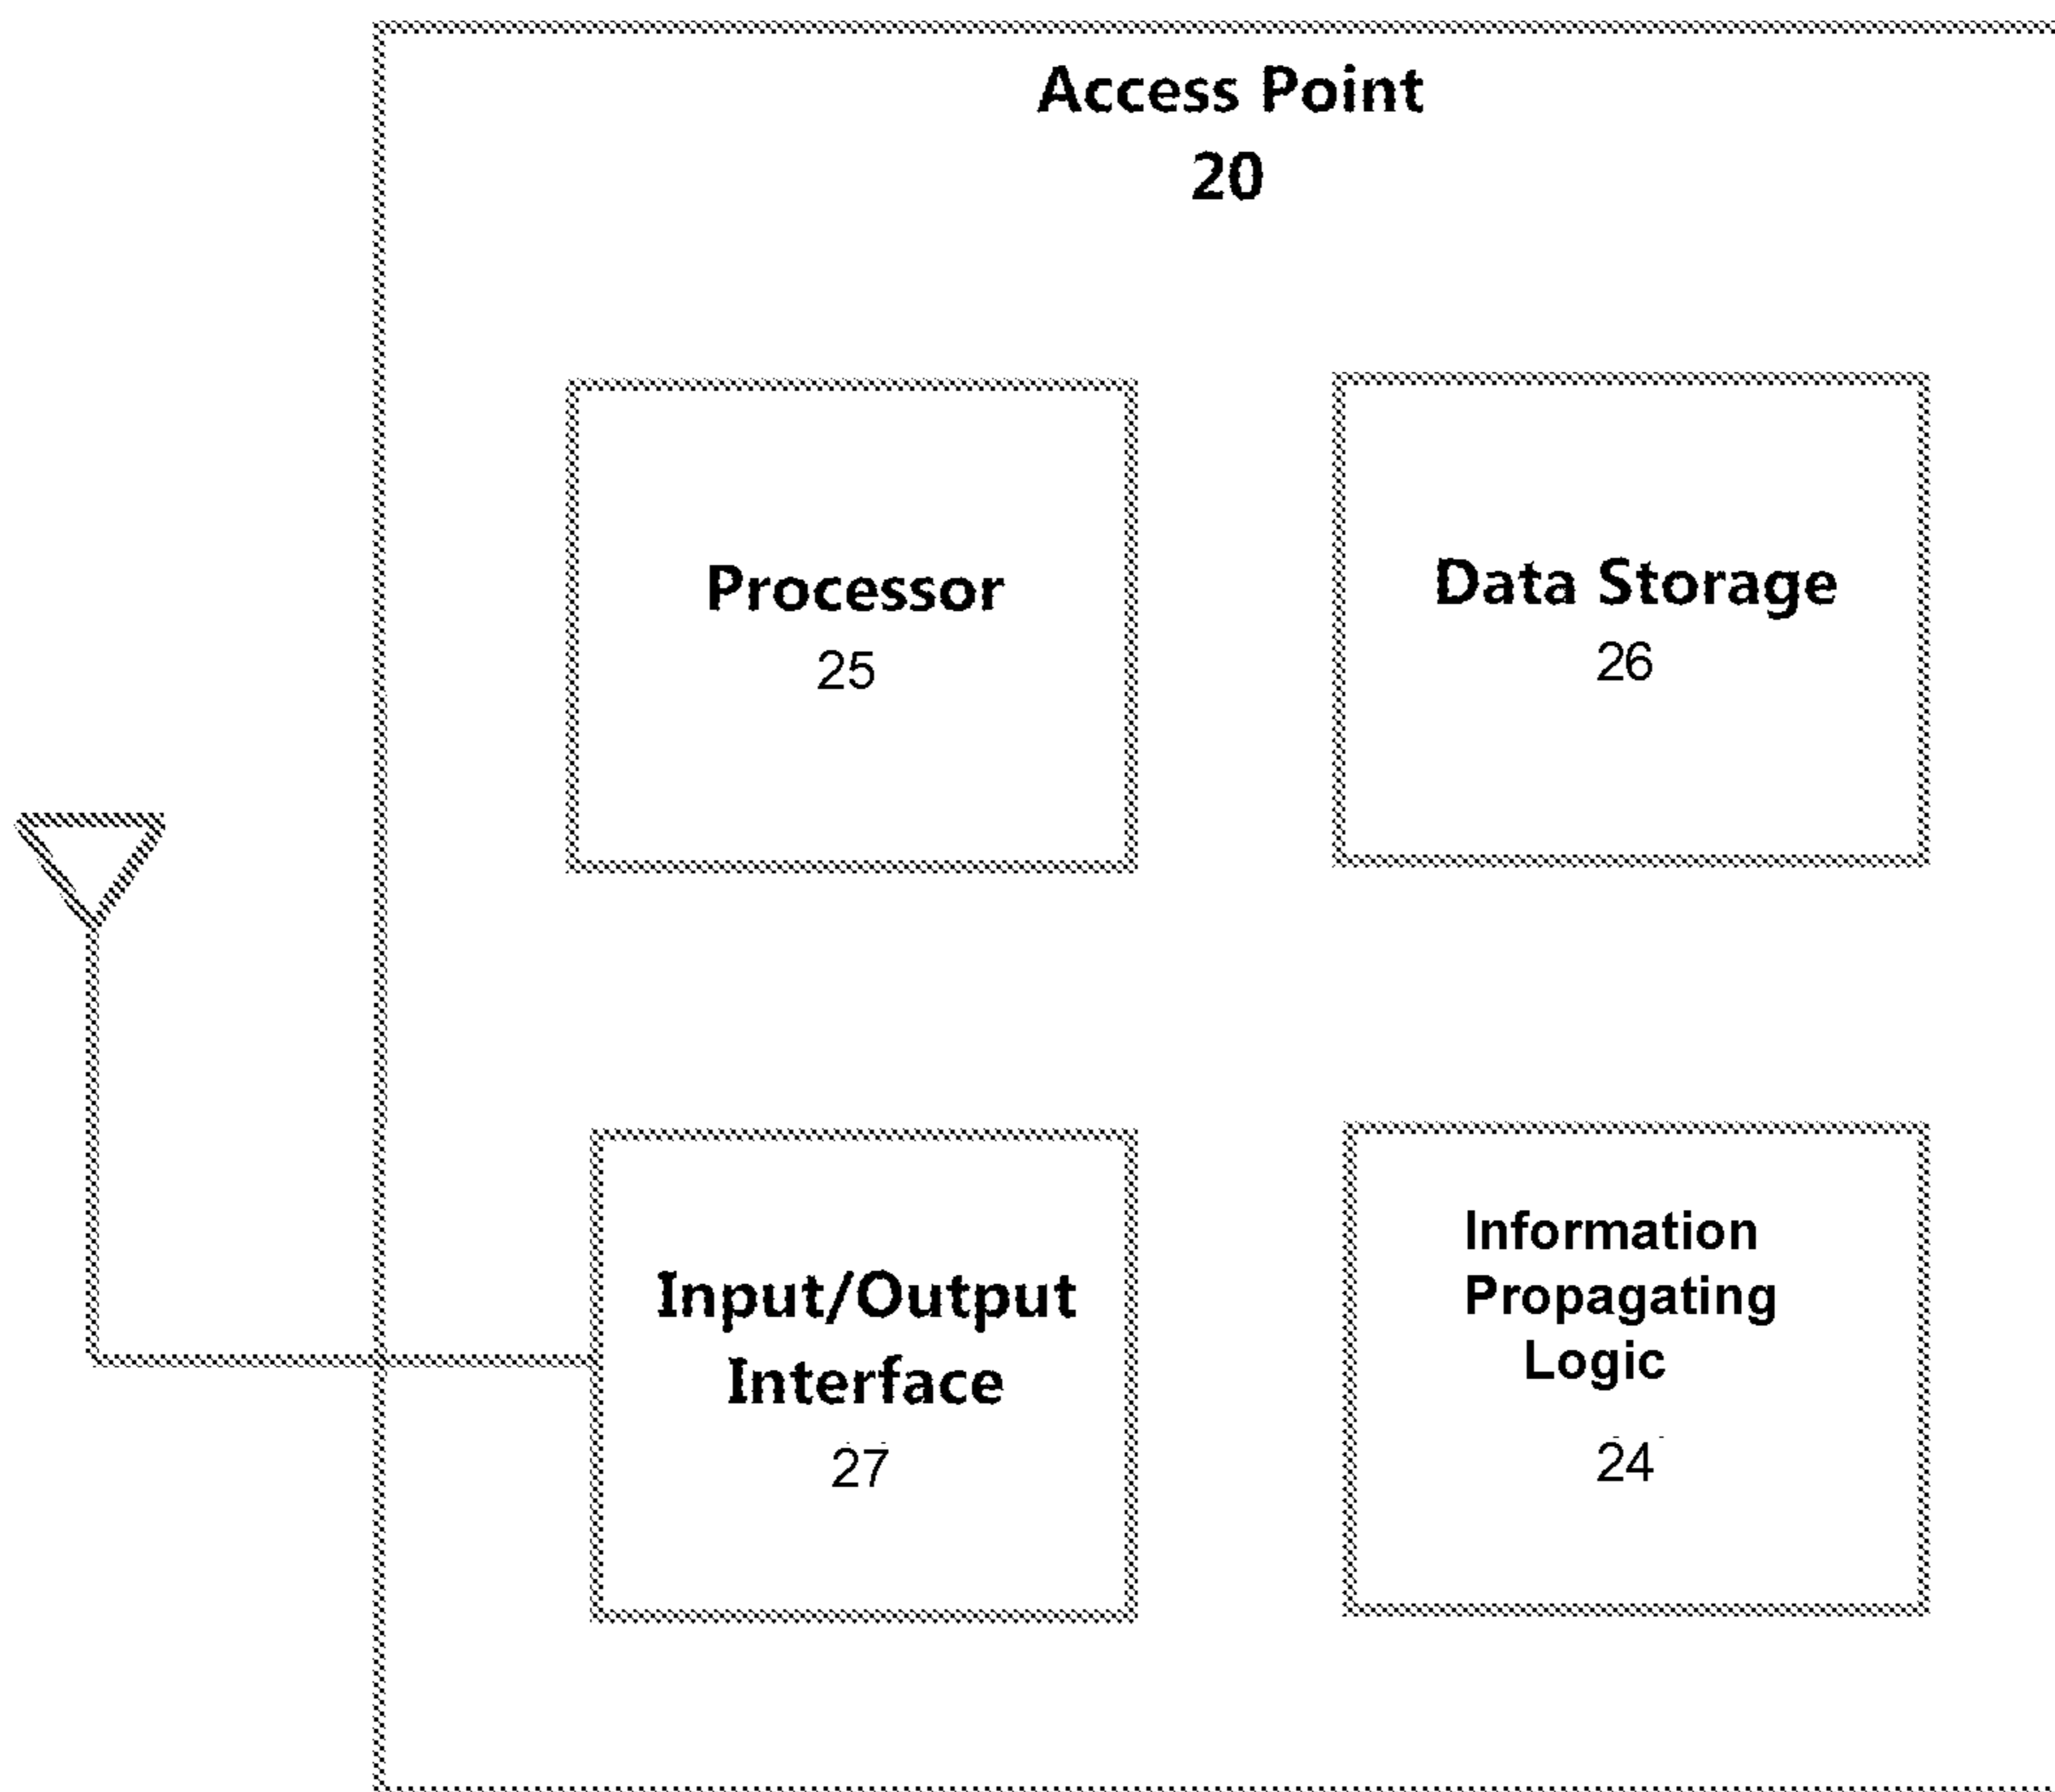 Access Point
20
Processor
25
Data Storage
26
Input/Output
Interface
27
Information
Propagating
Logic
24